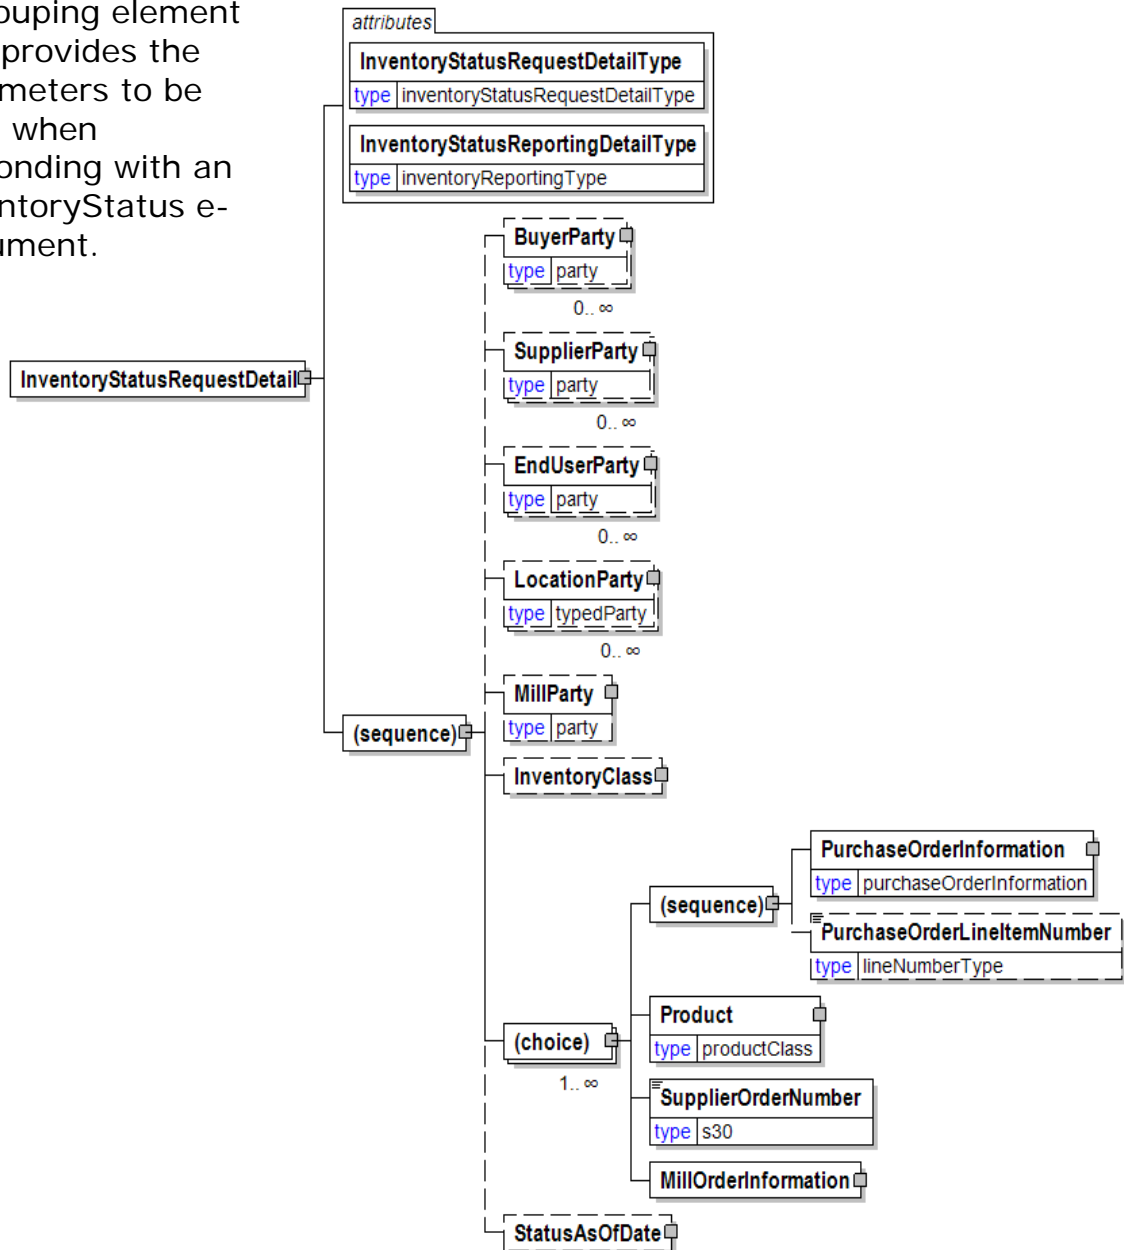 ouping element
provides the
meters to be
when
onding with an
ntoryStatus e-
ument.
attributes
InventoryStatusRequestDetailType
type inventoryStatusRequestDetailType
InventoryStatusReportingDetailType
type inventoryReportingType
BuyerParty
type party
0.. ∞
SupplierParty
type party
0.. ∞
InventoryStatusRequestDetail
EndUserParty
type party
0.. ∞
LocationParty
type typedParty
0.. ∞
MillParty
type party
(sequence)
InventoryClass
PurchaseOrderInformation
type purchaseOrderInformation
(sequence)
PurchaseOrderLineItemNumber
type lineNumberType
Product
type productClass
(choice)
1.. ∞
SupplierOrderNumber
type s30
MillOrderInformation
StatusAsOfDate